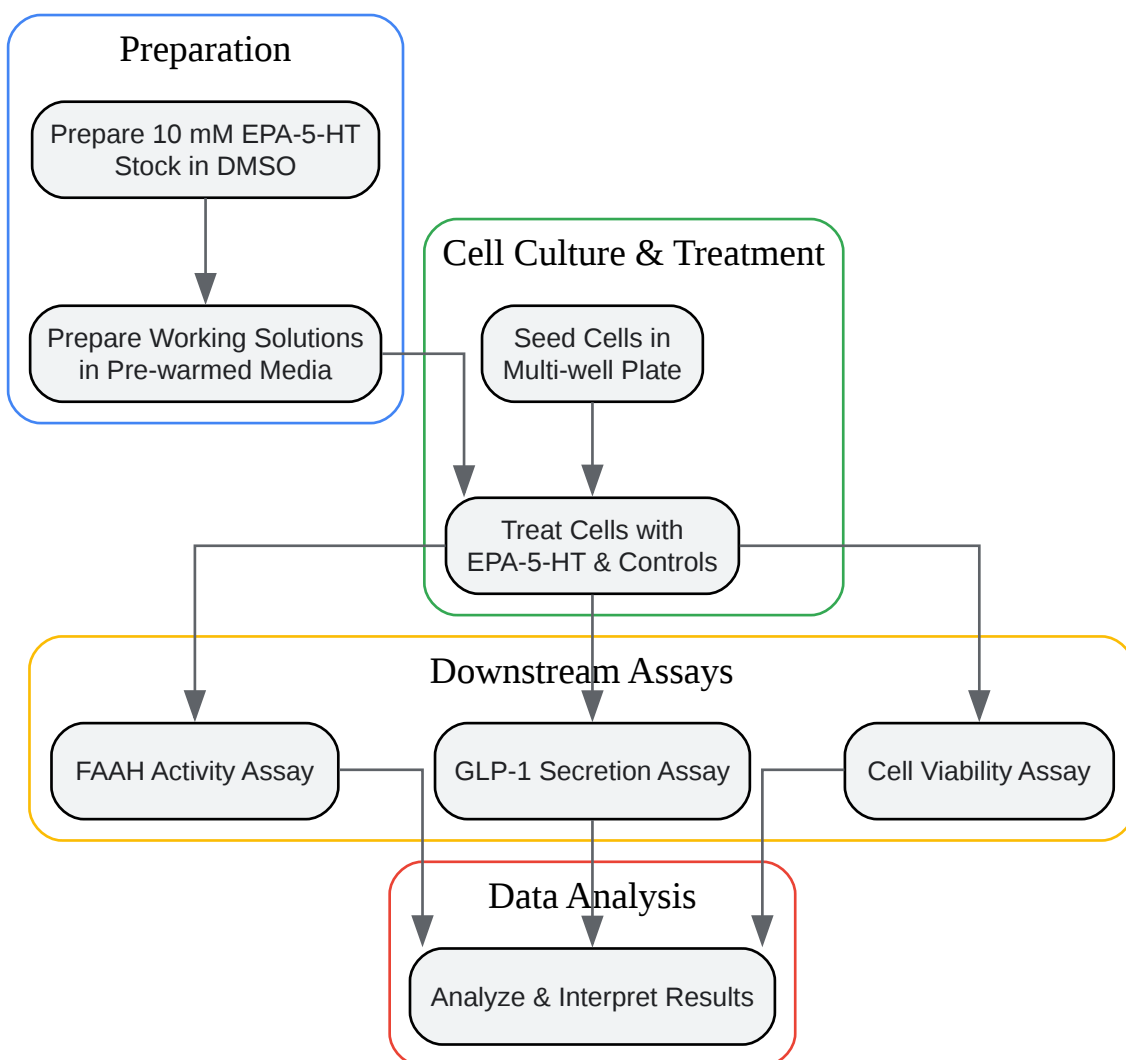 Preparation
Prepare 10 mM EPA-5-HT
Stock in DMSO
Prepare Working Solutions
in Pre-warmed Media
Cell Culture & Treatment
Seed Cells in
Multi-well Plate
Treat Cells with
EPA-5-HT & Controls
Downstream Assays
FAAH Activity Assay
GLP-1 Secretion Assay
Cell Viability Assay
Data Analysis
Analyze & Interpret Results